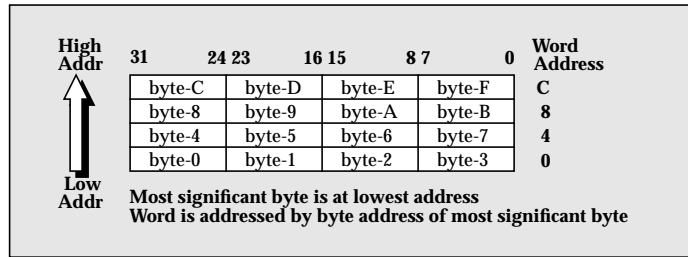 High Addr
31 24 23 16 15 8 7 0
Word Address
byte-C byte-D byte-E byte-F C
byte-8 byte-9 byte-A byte-B 8
byte-4 byte-5 byte-6 byte-7 4
byte-0 byte-1 byte-2 byte-3 0
Low Addr
Most significant byte is at lowest address
Word is addressed by byte address of most significant byte